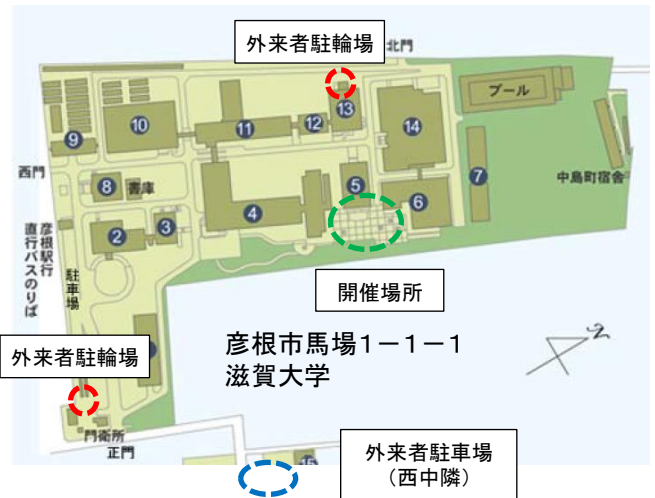 外来者駐輪場
北門
プール
13
10
11
12
14
9
7
中島町宿舎
西門
8
書庫
5
6
4
3
2
彦根駅行
直行バスのりば
駐車場
開催場所
外来者駐輪場
彦根市馬場1－1－1
滋賀大学
N
門衛所
正門
15
外来者駐車場
（西中隣）